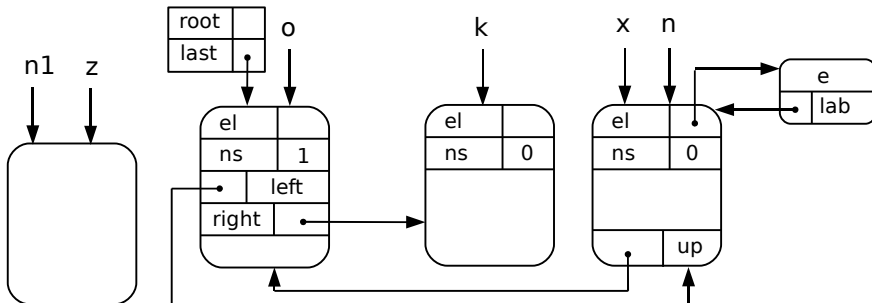 root
last
o
k
x n
n1 z
e
lab
el
ns 1
left
right
el
ns 0
el
ns 0
up